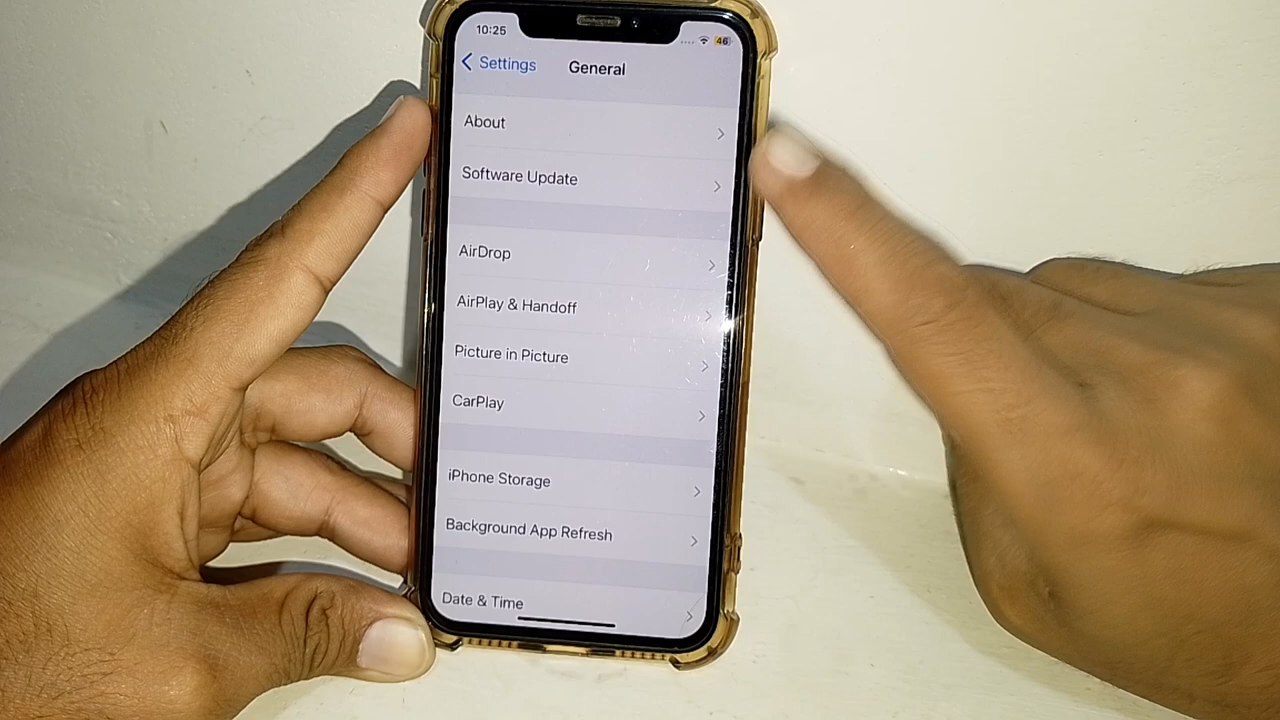 10:25
46
Settings
General
About
Software Update
AirDrop
AirPlay & Handoff
Picture in Picture
CarPlay
iPhone Storage
Background App Refresh
Date & Time